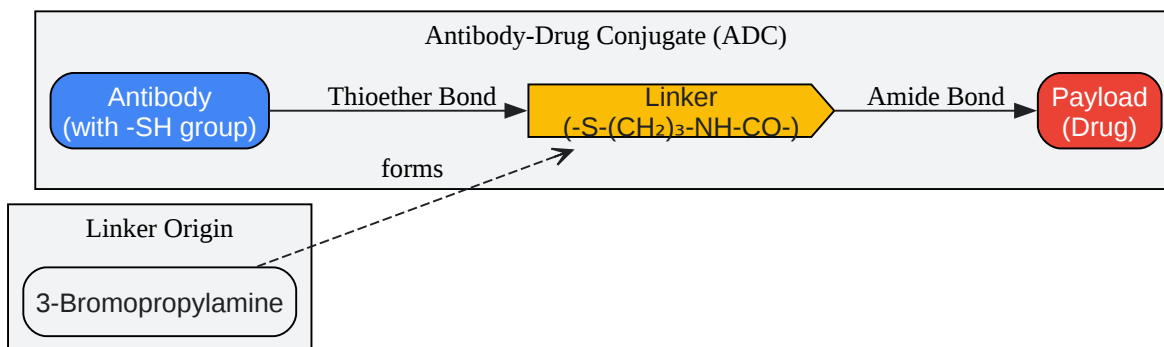 Antibody-Drug Conjugate (ADC)
Antibody
(with -SH group)
Thioether Bond
Linker
(-S-(CH₂)₃-NH-CO-)
Amide Bond
Payload
(Drug)
forms
Linker Origin
3-Bromopropylamine